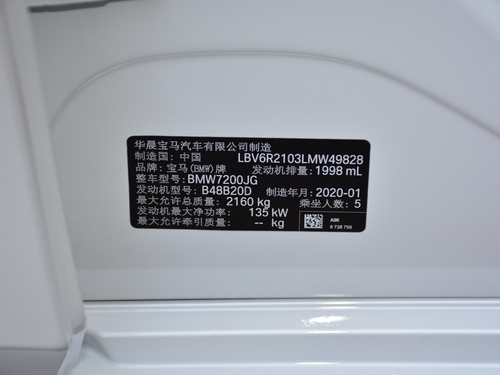 华晨宝马汽车有限公司制造
制造国: 中国 LBV6R2103LMW49828
品牌: 宝马(BMW)牌 发动机排量: 1998 mL
整车型号: BMW7200JG
发动机型号: B48B20D 制造年月: 2020-01
最大允许总质量: 2160 kg 乘坐人数: 5
发动机最大净功率: 135 kW
最大允许牵引质量: -- kg
A96
8 738 756